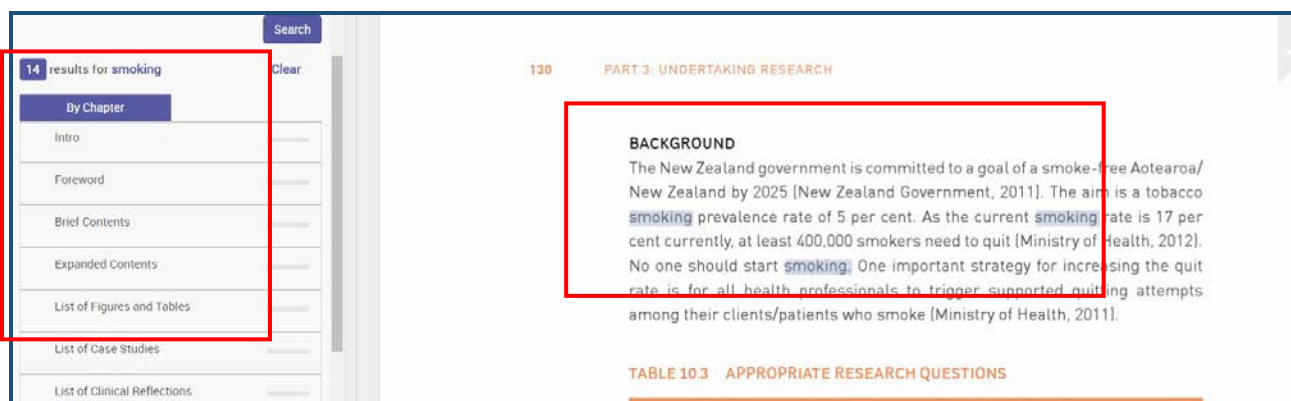 Search
14 results for smoking
Clear
By Chapter
Intro
Foreword
Brief Contents
Expanded Contents
List of Figures and Tables
List of Case Studies
List of Clinical Reflections
130 PART 3: UNDERTAKING RESEARCH
BACKGROUND
The New Zealand government is committed to a goal of a smoke-free Aotearoa/
New Zealand by 2025 (New Zealand Government, 2011). The aim is a tobacco
smoking prevalence rate of 5 per cent. As the current smoking rate is 17 per
cent currently, at least 400,000 smokers need to quit (Ministry of Health, 2012).
No one should start smoking. One important strategy for increasing the quit
rate is for all health professionals to trigger supported quitting attempts
among their clients/patients who smoke (Ministry of Health, 2011).
TABLE 10.3 APPROPRIATE RESEARCH QUESTIONS